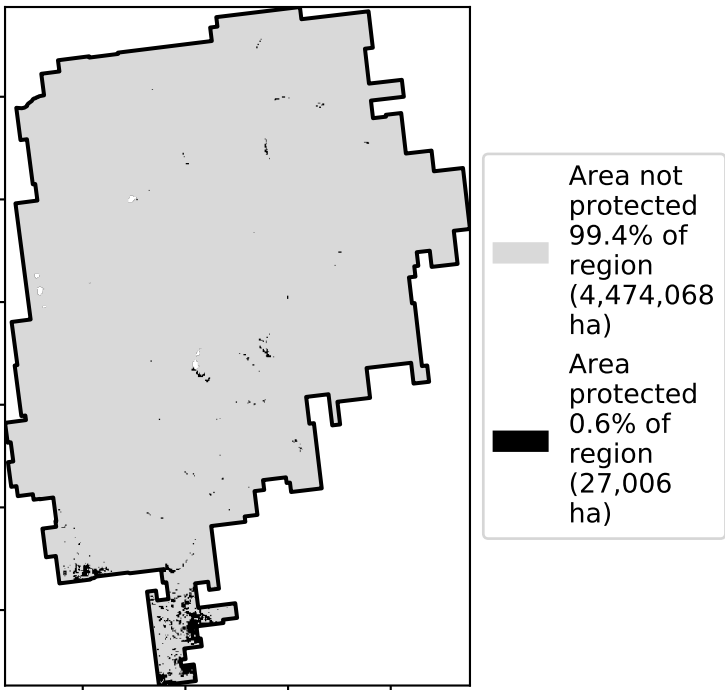 Area not
protected
99.4% of
region
(4,474,068
ha)
Area
protected
0.6% of
region
(27,006
ha)